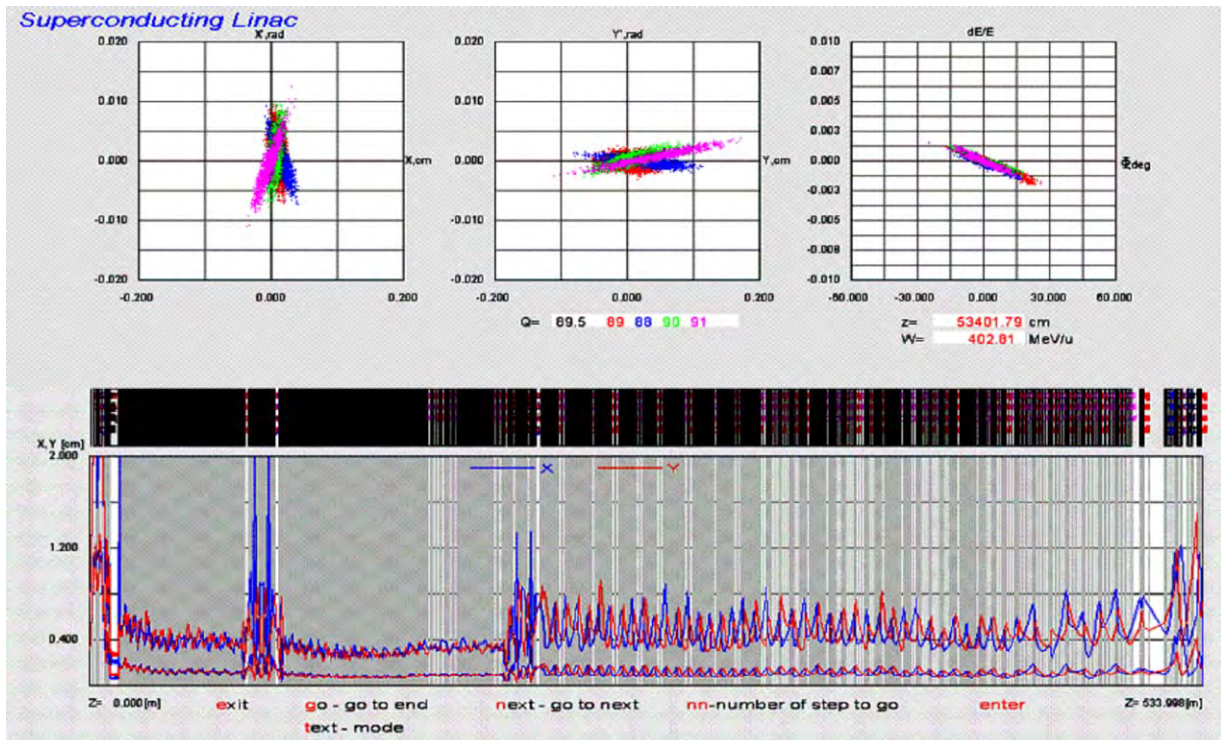 Superconducting Linac
X',rad
0.020
0.010
0.000
-0.010
-0.020
X,cm
-0.200 0.000 0.200
Y',rad
0.020
0.010
0.000
-0.010
-0.020
Y,cm
-0.200 0.000 0.200
dE/E
0.010
0.007
0.005
0.003
0.000
-0.003
-0.005
-0.008
-0.010
deg
-60.000 -30.000 0.000 30.000 60.000
Q= 89.5 89 88 90 91
z= 53401.79 cm
W= 402.81 MeV/u
X,Y [cm]
2.000
1.200
0.400
X Y
Z= 0.000[m]
Z= 533.998[m]
exit go - go to end next - go to next nn-number of step to go enter
text - mode